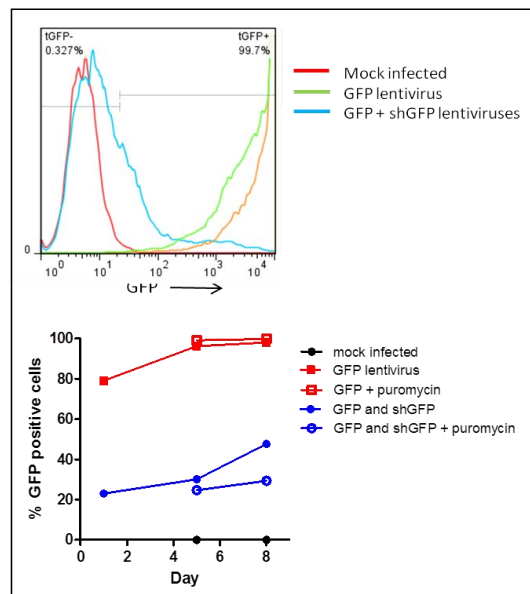 tGFP-
0.327%
tGFP+
99.7%
0
10^0 10^1 10^2 10^3 10^4
GFP
Mock infected
GFP lentivirus
GFP + shGFP lentiviruses
% GFP positive cells
100
80
60
40
20
0
0 2 4 6 8
Day
mock infected
GFP lentivirus
GFP + puromycin
GFP and shGFP
GFP and shGFP + puromycin